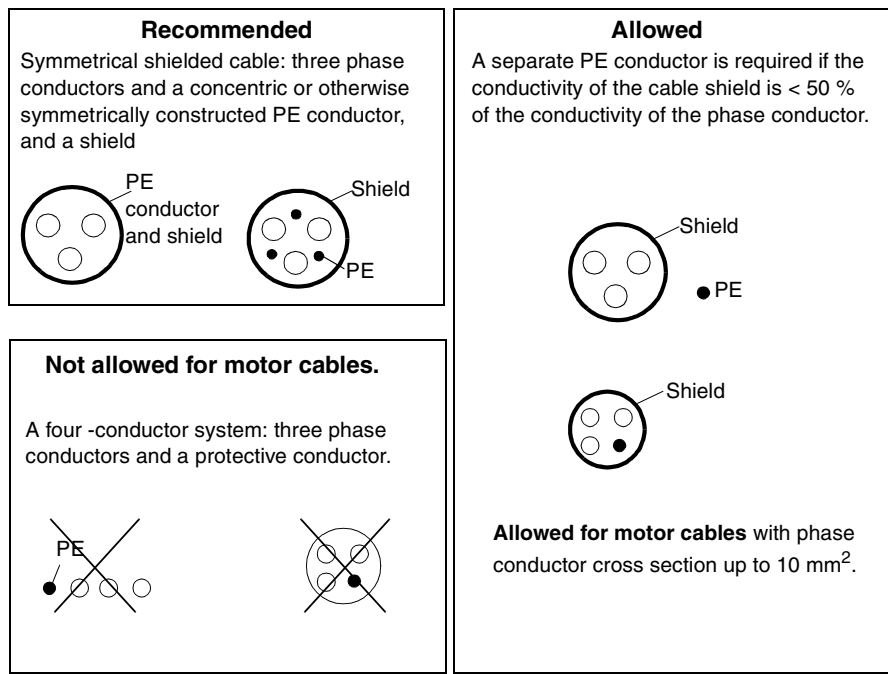 Recommended
Symmetrical shielded cable: three phase
conductors and a concentric or otherwise
symmetrically constructed PE conductor,
and a shield
PE
conductor
and shield
Shield
PE
Not allowed for motor cables.
A four -conductor system: three phase
conductors and a protective conductor.
PE
Allowed
A separate PE conductor is required if the
conductivity of the cable shield is < 50 %
of the conductivity of the phase conductor.
Shield
PE
Shield
Allowed for motor cables with phase
conductor cross section up to 10 mm².